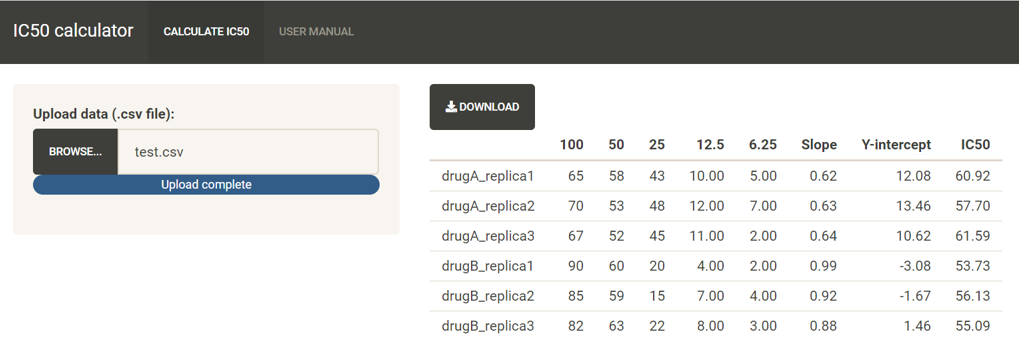 IC50 calculator CALCULATE IC50 USER MANUAL
Upload data (.csv file):
BROWSE... test.csv
Upload complete
DOWNLOAD
100 50 25 12.5 6.25 Slope Y-intercept IC50
drugA_replica1 65 58 43 10.00 5.00 0.62 12.08 60.92
drugA_replica2 70 53 48 12.00 7.00 0.63 13.46 57.70
drugA_replica3 67 52 45 11.00 2.00 0.64 10.62 61.59
drugB_replica1 90 60 20 4.00 2.00 0.99 -3.08 53.73
drugB_replica2 85 59 15 7.00 4.00 0.92 -1.67 56.13
drugB_replica3 82 63 22 8.00 3.00 0.88 1.46 55.09